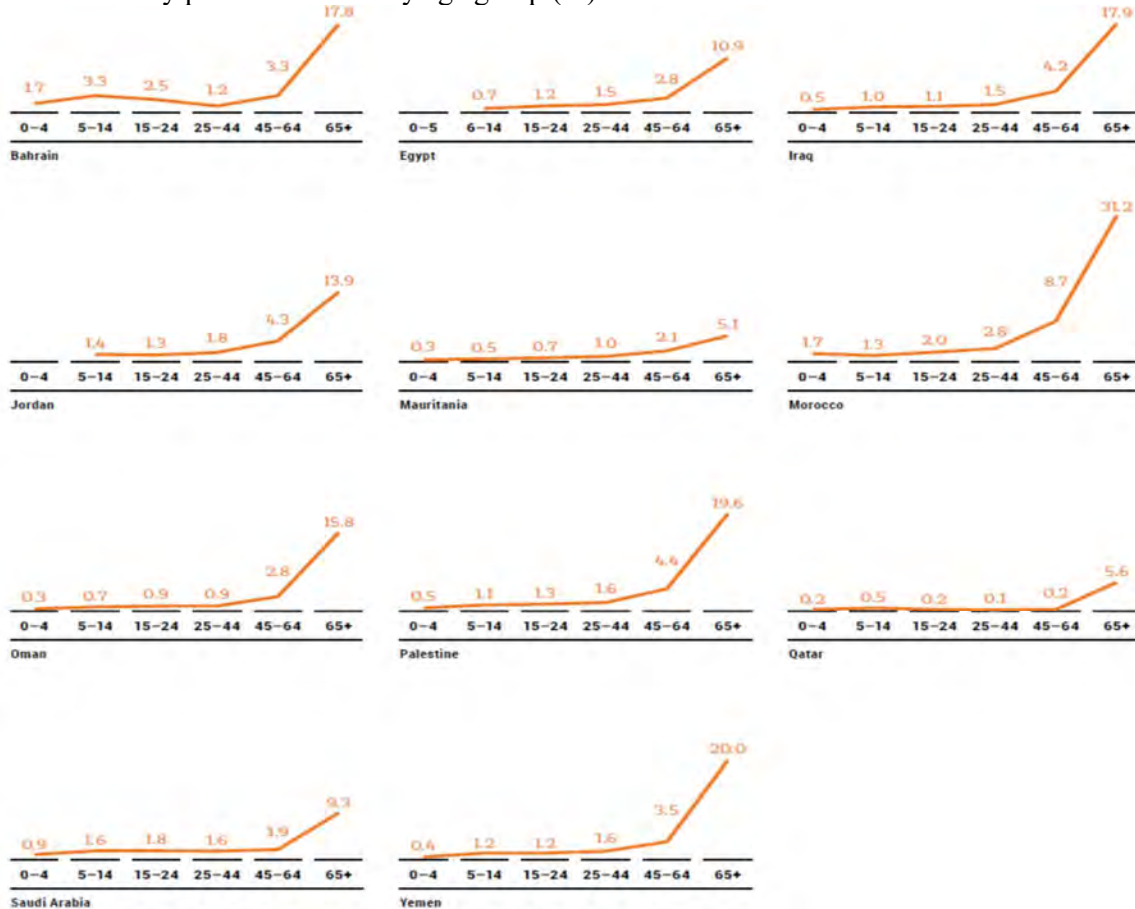 1.7 3.3 2.5 1.2 3.3 17.8
0–4 5–14 15–24 25–44 45–64 65+
Bahrain
0.7 1.2 1.5 2.8 10.9
0–5 6–14 15–24 25–44 45–64 65+
Egypt
0.5 1.0 1.1 1.5 4.2 17.9
0–4 5–14 15–24 25–44 45–64 65+
Iraq
1.4 1.3 1.8 4.3 13.9
0–4 5–14 15–24 25–44 45–64 65+
Jordan
0.3 0.5 0.7 1.0 2.1 5.1
0–4 5–14 15–24 25–44 45–64 65+
Mauritania
1.7 1.3 2.0 2.8 8.7 31.2
0–4 5–14 15–24 25–44 45–64 65+
Morocco
0.3 0.7 0.9 0.9 2.8 15.8
0–4 5–14 15–24 25–44 45–64 65+
Oman
0.5 1.1 1.3 1.6 4.4 19.6
0–4 5–14 15–24 25–44 45–64 65+
Palestine
0.2 0.5 0.2 0.1 0.2 5.6
0–4 5–14 15–24 25–44 45–64 65+
Qatar
0.9 1.6 1.8 1.6 1.9 9.3
0–4 5–14 15–24 25–44 45–64 65+
Saudi Arabia
0.4 1.2 1.2 1.6 3.5 20.0
0–4 5–14 15–24 25–44 45–64 65+
Yemen